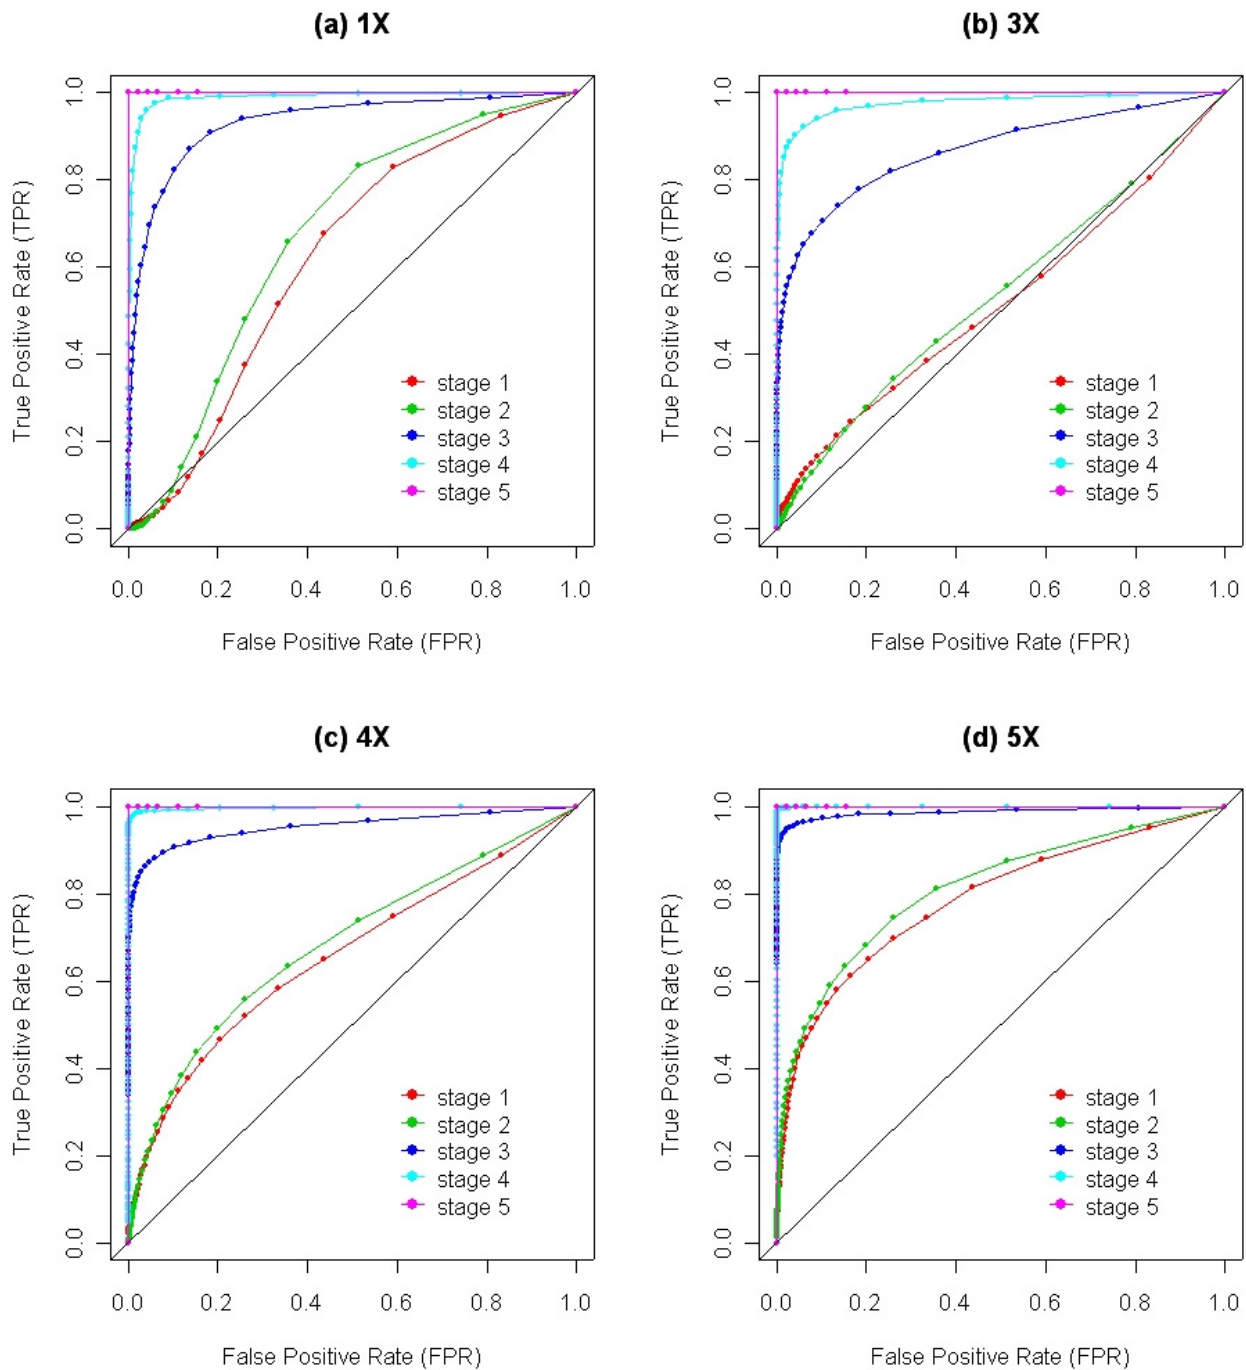 (a) 1X
True Positive Rate (TPR)
1.0
0.8
0.6
0.4
0.2
0.0
stage 1
stage 2
stage 3
stage 4
stage 5
0.0 0.2 0.4 0.6 0.8 1.0
False Positive Rate (FPR)
(b) 3X
True Positive Rate (TPR)
1.0
0.8
0.6
0.4
0.2
0.0
stage 1
stage 2
stage 3
stage 4
stage 5
0.0 0.2 0.4 0.6 0.8 1.0
False Positive Rate (FPR)
(c) 4X
True Positive Rate (TPR)
1.0
0.8
0.6
0.4
0.2
0.0
stage 1
stage 2
stage 3
stage 4
stage 5
0.0 0.2 0.4 0.6 0.8 1.0
False Positive Rate (FPR)
(d) 5X
True Positive Rate (TPR)
1.0
0.8
0.6
0.4
0.2
0.0
stage 1
stage 2
stage 3
stage 4
stage 5
0.0 0.2 0.4 0.6 0.8 1.0
False Positive Rate (FPR)